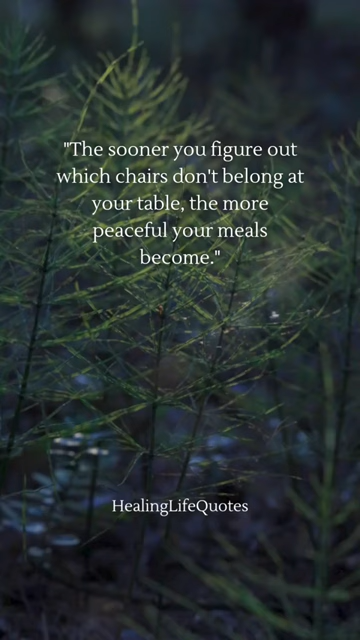 "The sooner you figure out
which chairs don't belong at
your table, the more
peaceful your meals
become."
HealingLifeQuotes